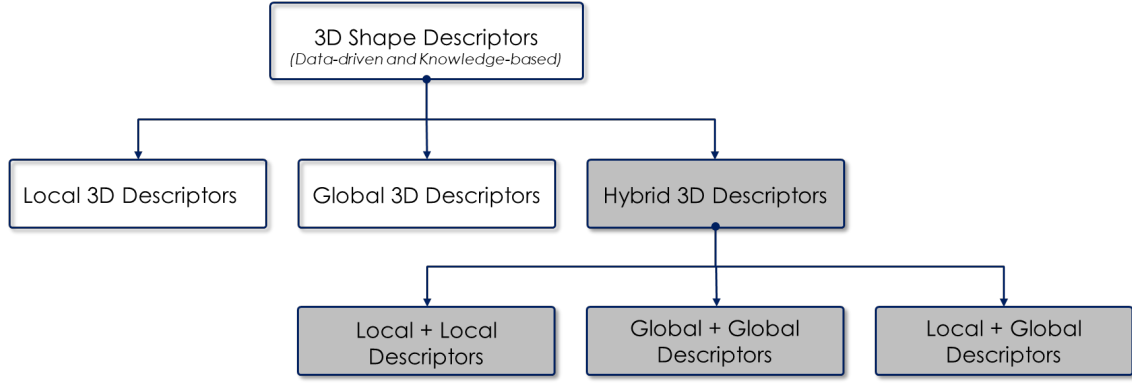 3D Shape Descriptors
(Data-driven and Knowledge-based)
Local 3D Descriptors
Global 3D Descriptors
Hybrid 3D Descriptors
Local + Local
Descriptors
Global + Global
Descriptors
Local + Global
Descriptors